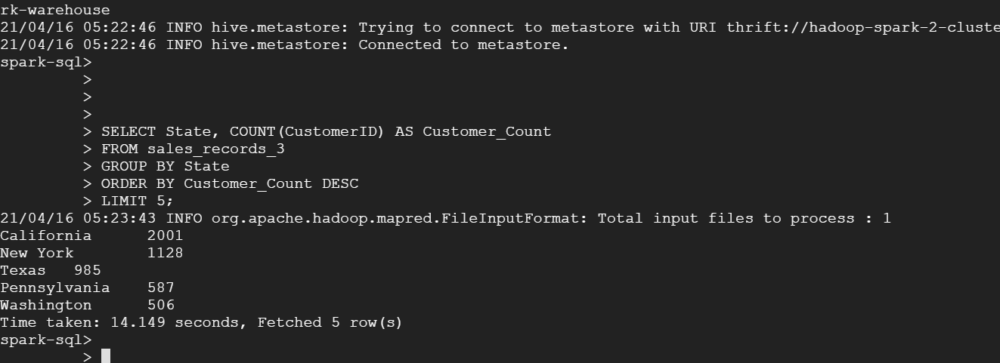 rk-warehouse
21/04/16 05:22:46 INFO hive.metastore: Trying to connect to metastore with URI thrift://hadoop-spark-2-cluste
21/04/16 05:22:46 INFO hive.metastore: Connected to metastore.
spark-sql>
         >
         >
         >
         > SELECT State, COUNT(CustomerID) AS Customer_Count
         > FROM sales_records_3
         > GROUP BY State
         > ORDER BY Customer_Count DESC
         > LIMIT 5;
21/04/16 05:23:43 INFO org.apache.hadoop.mapred.FileInputFormat: Total input files to process : 1
California      2001
New York        1128
Texas   985
Pennsylvania    587
Washington      506
Time taken: 14.149 seconds, Fetched 5 row(s)
spark-sql>
         >